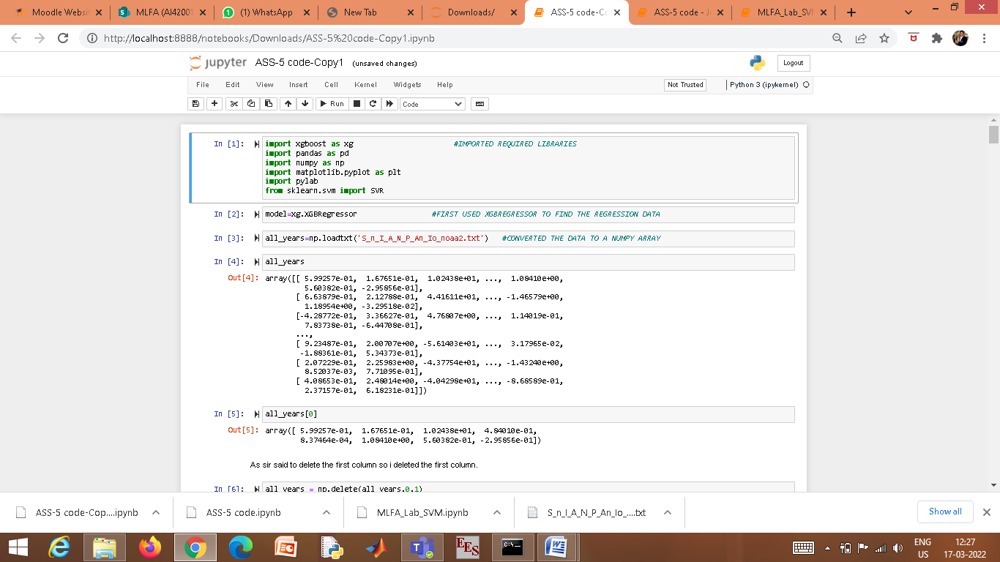 Moodle Websi
MLFA (AI42001
(1) WhatsApp
New Tab
Downloads/
ASS-5 code-Co
ASS-5 code - J
MLFA_Lab_SV
http://localhost:8888/notebooks/Downloads/ASS-5%20code-Copy1.ipynb
jupyter ASS-5 code-Copy1 (unsaved changes)
Logout
File Edit View Insert Cell Kernel Widgets Help
Not Trusted
Python 3 (ipykernel)
Run
Code
In [1]:
import xgboost as xg #IMPORTED REQUIRED LIBRARIES
import pandas as pd
import numpy as np
import matplotlib.pyplot as plt
import pylab
from sklearn.svm import SVR
In [2]:
model=xg.XGBRegressor #FIRST USED XGBREGRESSOR TO FIND THE REGRESSION DATA
In [3]:
all_years=np.loadtxt('S_n_I_A_N_P_An_Io_noaa2.txt') #CONVERTED THE DATA TO A NUMPY ARRAY
In [4]:
all_years
Out[4]:
array([[ 5.99257e-01, 1.67651e-01, 1.02438e+01, ..., 1.08410e+00,
5.60382e-01, -2.95856e-01],
[ 6.63879e-01, 2.12788e-01, 4.41611e+01, ..., -1.46579e+00,
1.18954e+00, -3.29518e-02],
[-4.28772e-01, 3.36627e-01, 4.76807e+00, ..., 1.14019e-01,
7.83738e-01, -6.44708e-01],
...,
[ 9.23487e-01, 2.00707e+00, -5.61403e+01, ..., 3.17965e-02,
-1.88361e-01, 5.34373e-01],
[ 2.07229e-01, 2.25983e+00, -4.37754e+01, ..., -1.43240e+00,
8.52037e-03, 7.71095e-01],
[ 4.08653e-01, 2.48014e+00, -4.04298e+01, ..., -8.68589e-01,
2.37157e-01, 6.18231e-01]])
In [5]:
all_years[0]
Out[5]:
array([ 5.99257e-01, 1.67651e-01, 1.02438e+01, 4.84010e-01,
8.37464e-04, 1.08410e+00, 5.60382e-01, -2.95856e-01])
As sir said to delete the first column so i deleted the first column.
In [6]:
all_years = np.delete(all_years,0,1)
ASS-5 code-Cop....ipynb
ASS-5 code.ipynb
MLFA_Lab_SVM.ipynb
S_n_I_A_N_P_An_Io_....txt
Show all
EES
C:\
ENG
US
12:27
17-03-2022